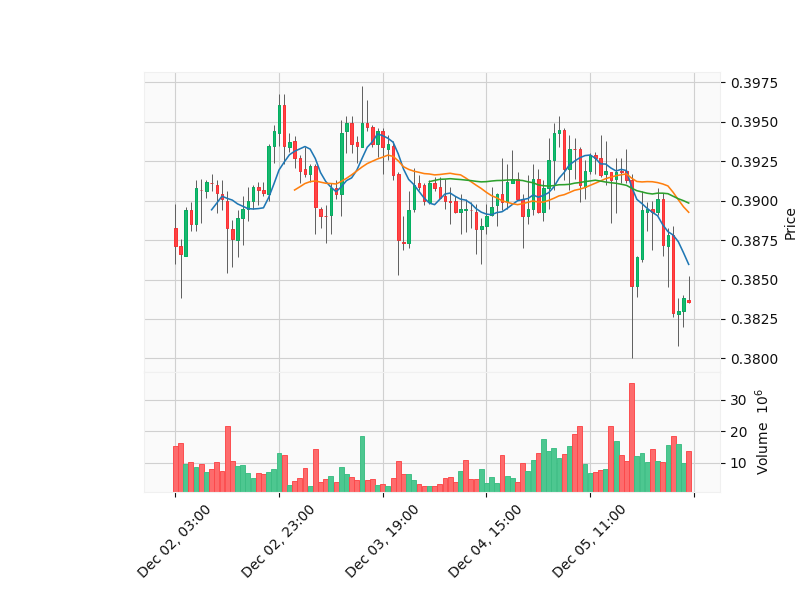 0.3975
0.3950
0.3925
0.3900
0.3875
0.3850
0.3825
0.3800
Price
30
20
10
Volume 10^6
Dec 02, 03:00
Dec 02, 23:00
Dec 03, 19:00
Dec 04, 15:00
Dec 05, 11:00